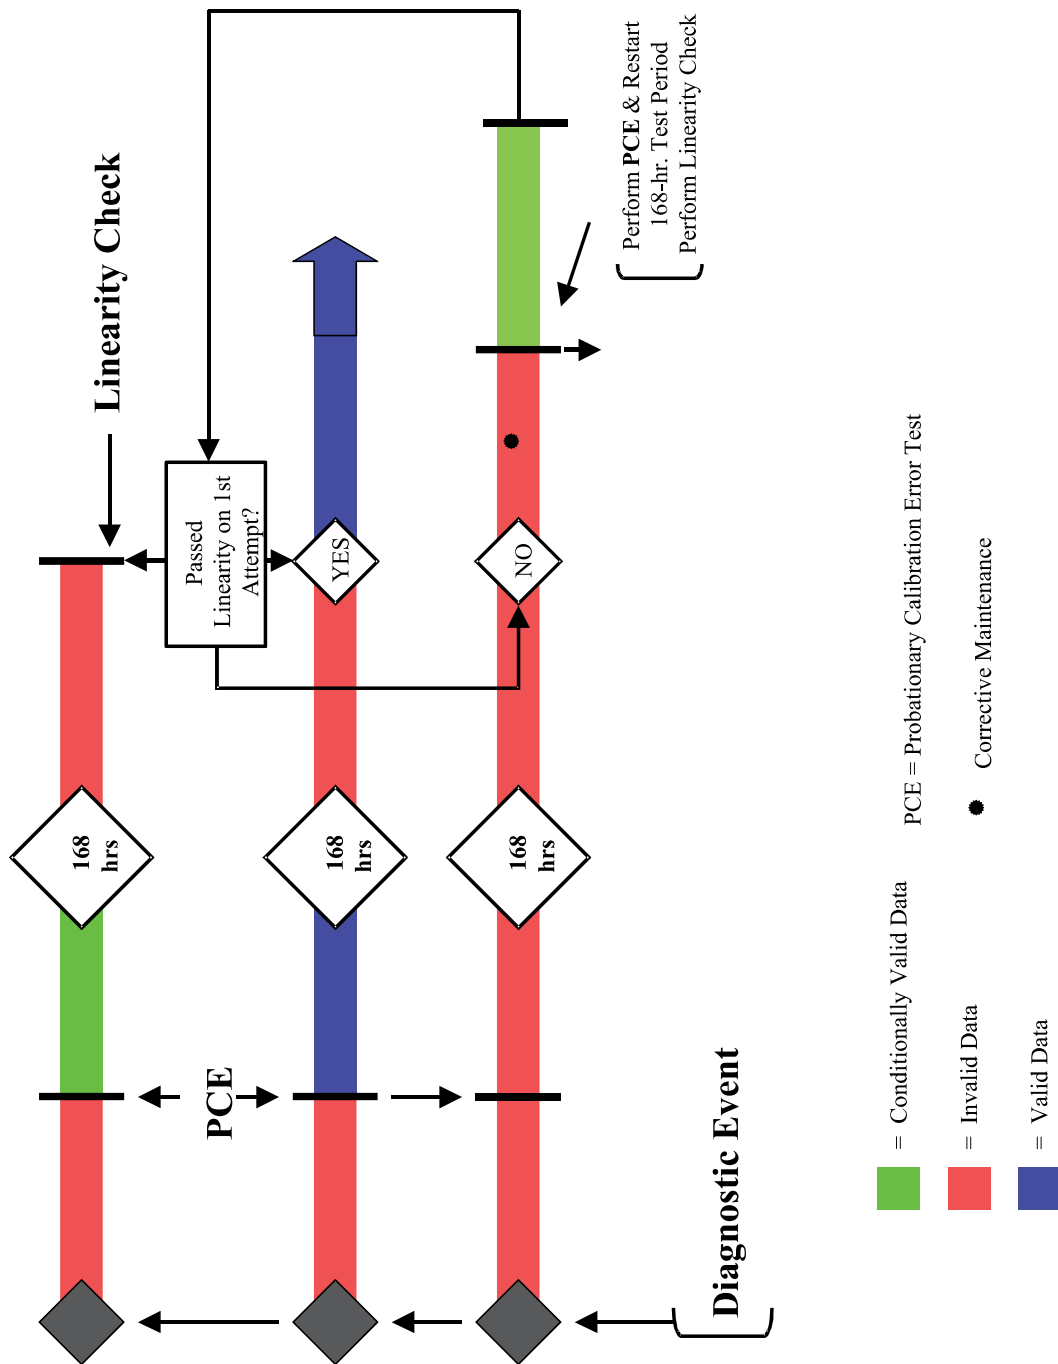 Linearity Check
Passed
Linearity on 1st
Attempt?
168
hrs
PCE
168
hrs
YES
168
hrs
NO
Perform PCE & Restart
168-hr. Test Period
Perform Linearity Check
Diagnostic Event
= Conditionally Valid Data
PCE = Probationary Calibration Error Test
= Invalid Data
Corrective Maintenance
= Valid Data